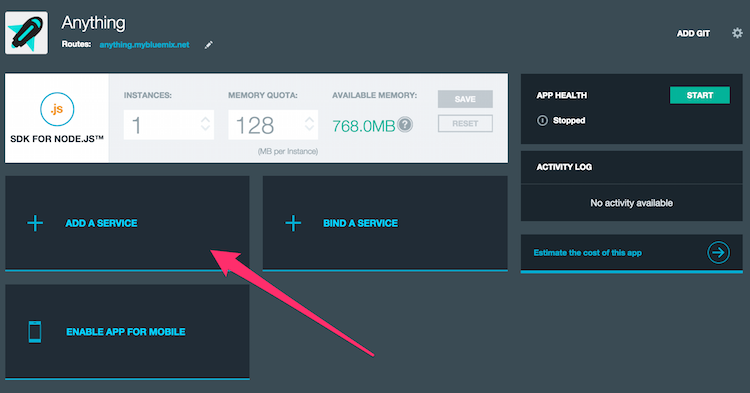 Anything
Routes: anything.mybluemix.net
ADD GIT
.js
SDK FOR NODE.JS™
INSTANCES:
1
MEMORY QUOTA:
128
(MB per Instance)
AVAILABLE MEMORY:
768.0MB ?
SAVE
RESET
APP HEALTH
START
Stopped
ACTIVITY LOG
No activity available
Estimate the cost of this app
ADD A SERVICE
BIND A SERVICE
ENABLE APP FOR MOBILE